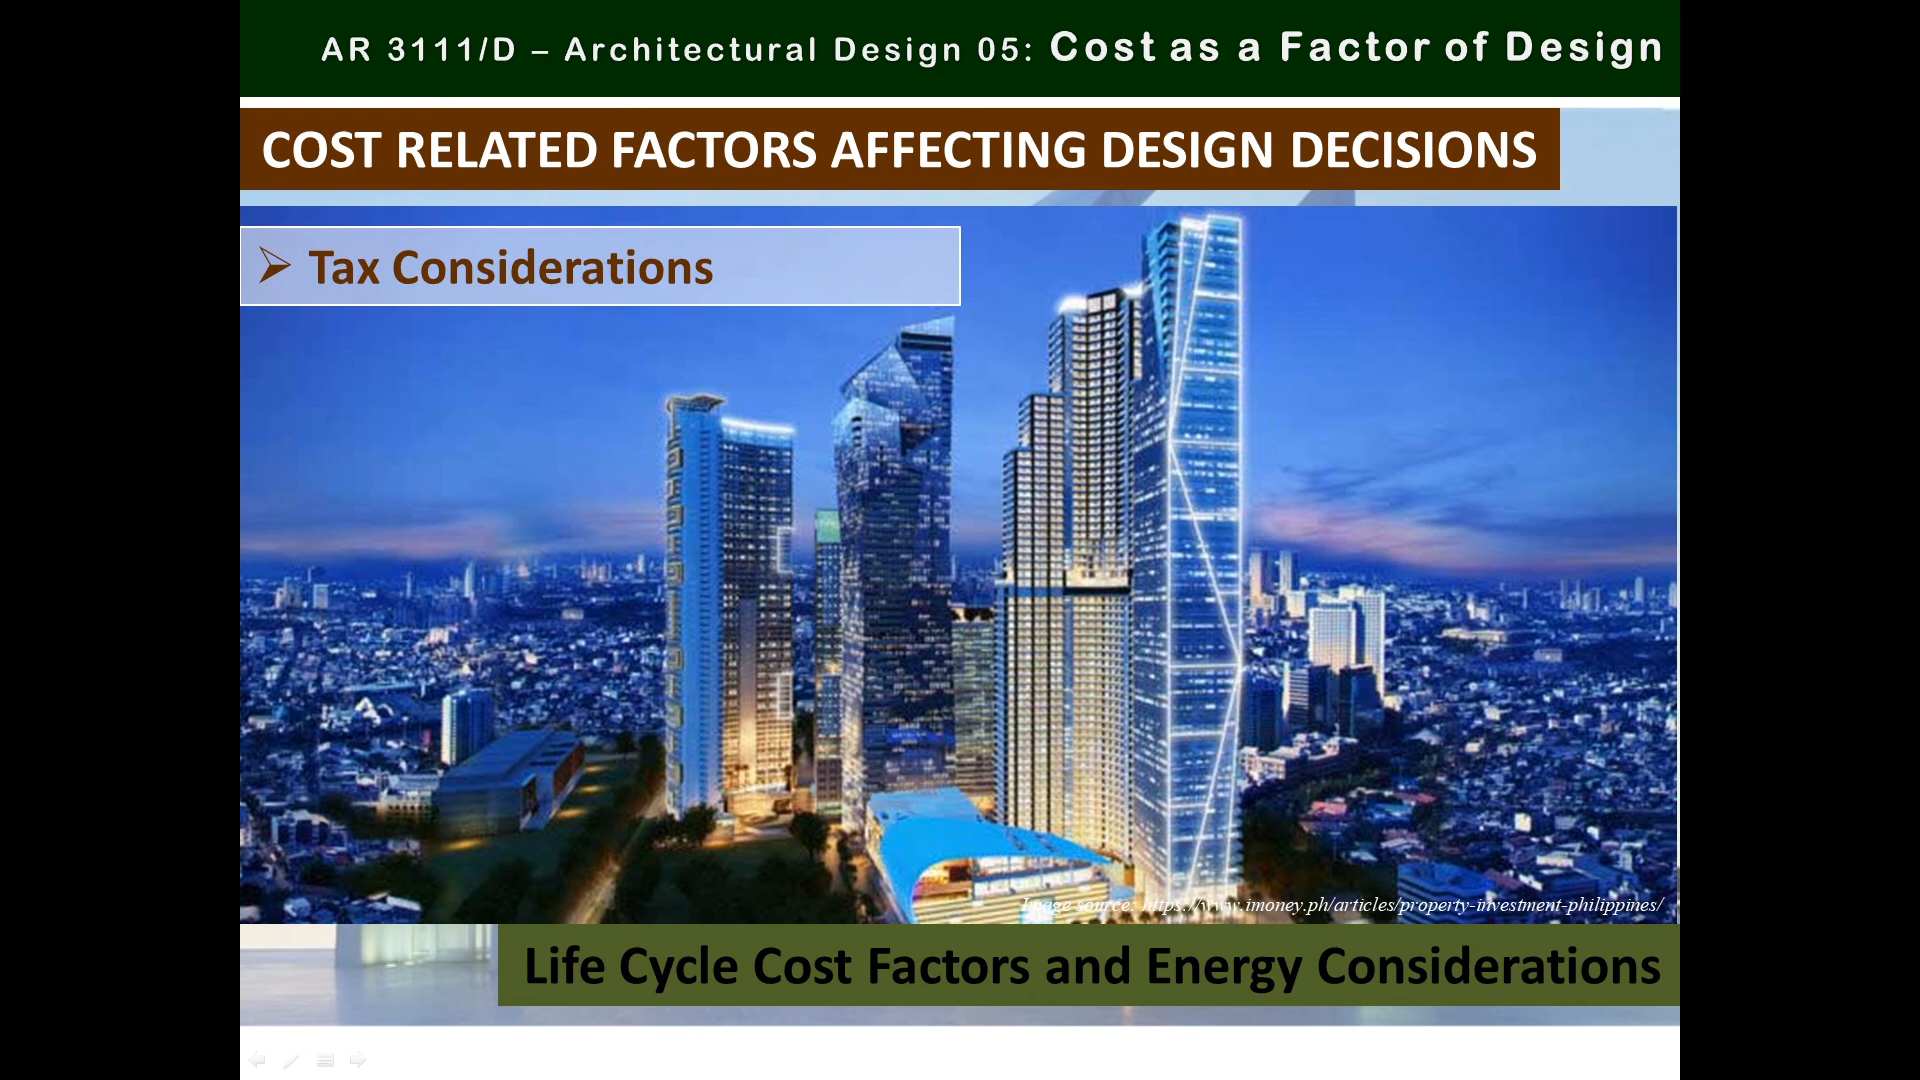 AR 3111/D – Architectural Design 05: Cost as a Factor of Design
COST RELATED FACTORS AFFECTING DESIGN DECISIONS
➢ Tax Considerations
Image source: https://www.imoney.ph/articles/property-investment-philippines/
Life Cycle Cost Factors and Energy Considerations